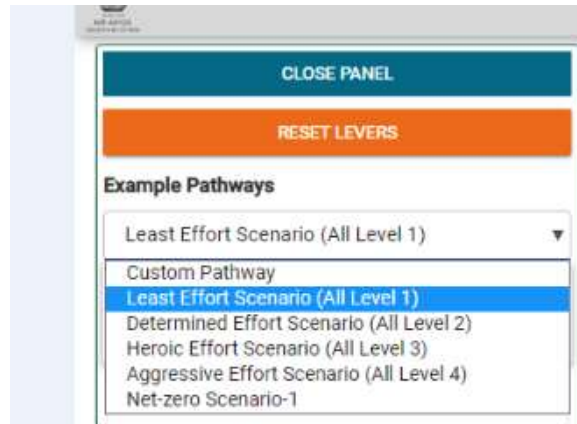 CLOSE PANEL
RESET LEVERS
Example Pathways
Least Effort Scenario (All Level 1)
Custom Pathway
Least Effort Scenario (All Level 1)
Determined Effort Scenario (All Level 2)
Heroic Effort Scenario (All Level 3)
Aggressive Effort Scenario (All Level 4)
Net-zero Scenario-1